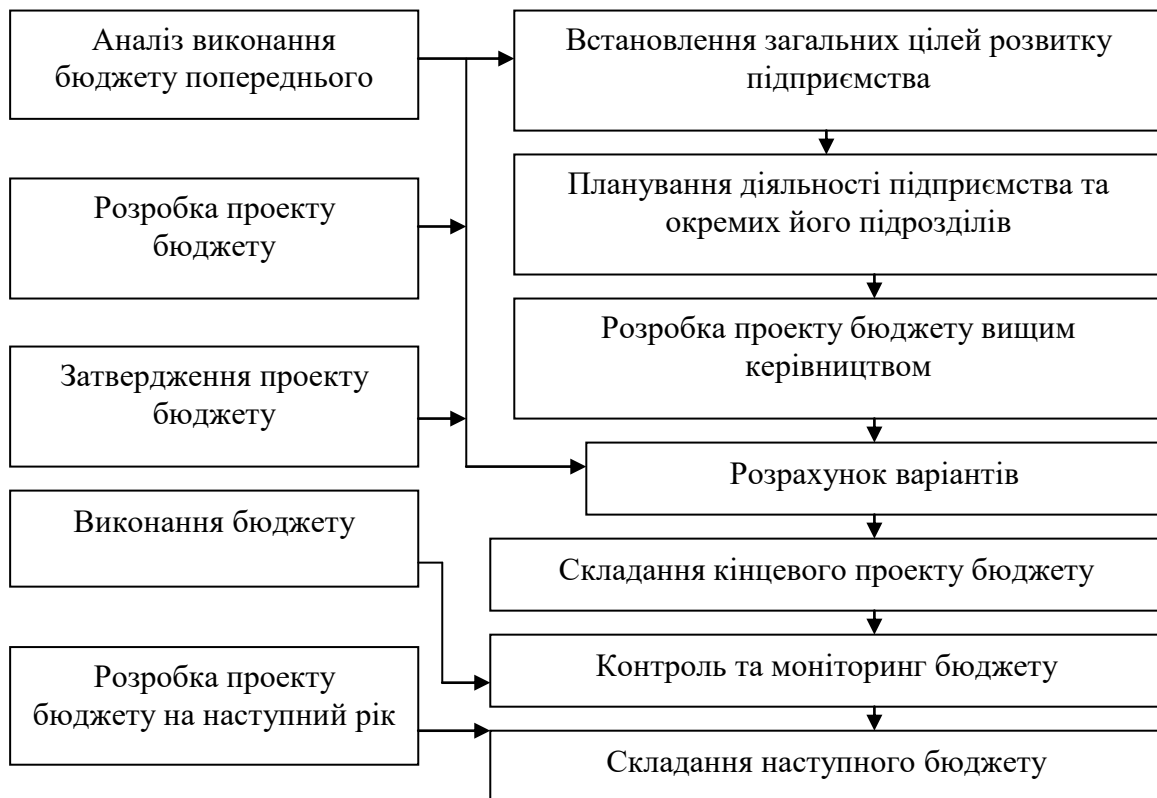 Аналіз виконання
бюджету попереднього
Встановлення загальних цілей розвитку
підприємства
Розробка проекту
бюджету
Планування діяльності підприємства та
окремих його підрозділів
Затвердження проекту
бюджету
Розробка проекту бюджету вищим
керівництвом
Розрахунок варіантів
Виконання бюджету
Складання кінцевого проекту бюджету
Розробка проекту
бюджету на наступний рік
Контроль та моніторинг бюджету
Складання наступного бюджету